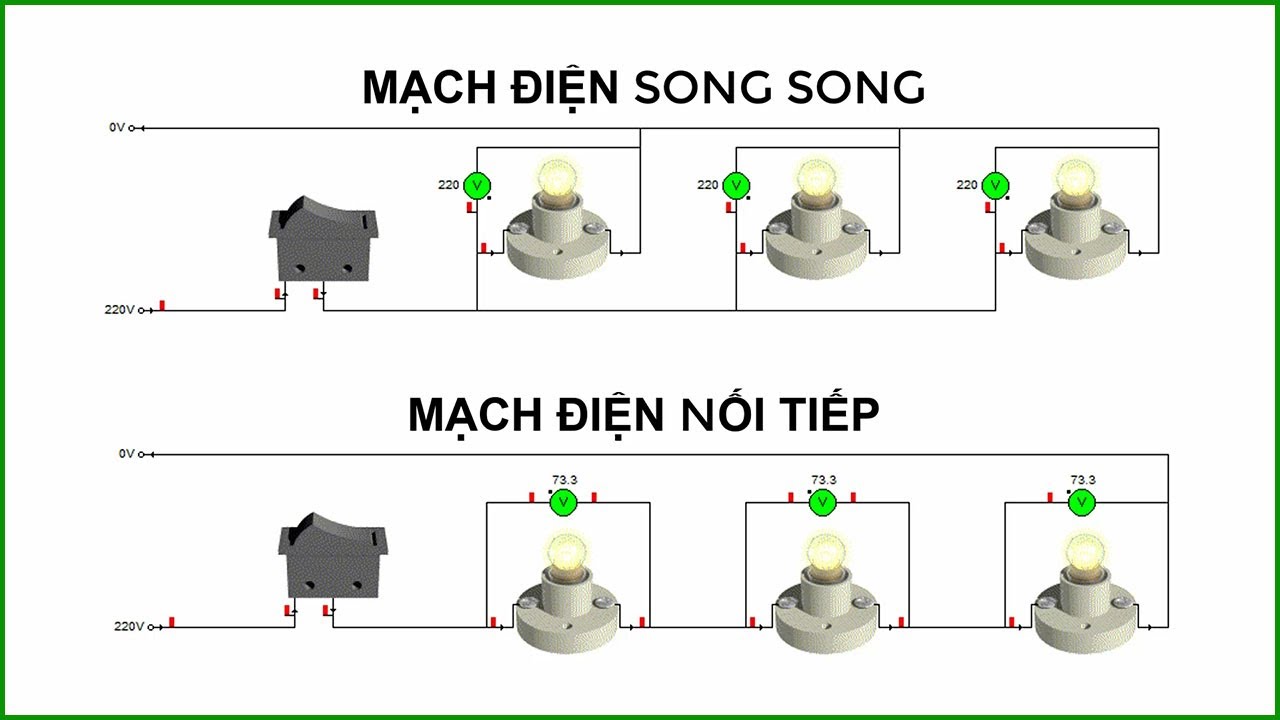 MẠCH ĐIỆN SONG SONG
0V
220 V 220 V 220 V
220V
MẠCH ĐIỆN NỐI TIẾP
0V
73.3 73.3 73.3
V V V
220V